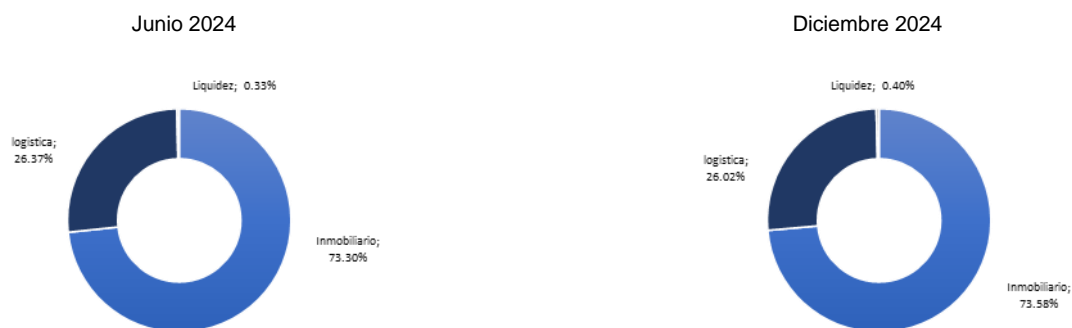 Junio 2024
Liquidez; 0.33%
logistica;
26.37%
Inmobiliario;
73.30%
Diciembre 2024
Liquidez; 0.40%
logistica;
26.02%
Inmobiliario;
73.58%